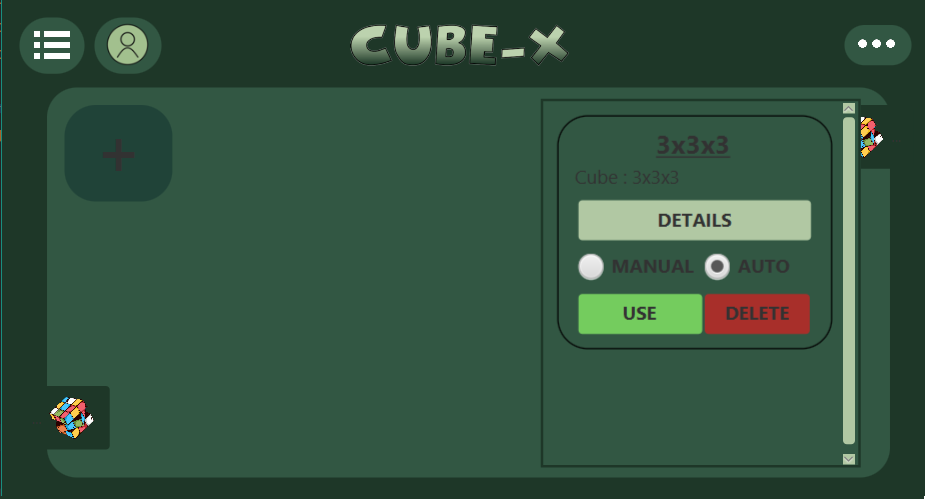 CUBE-X
3x3x3
Cube : 3x3x3
DETAILS
MANUAL AUTO
USE DELETE